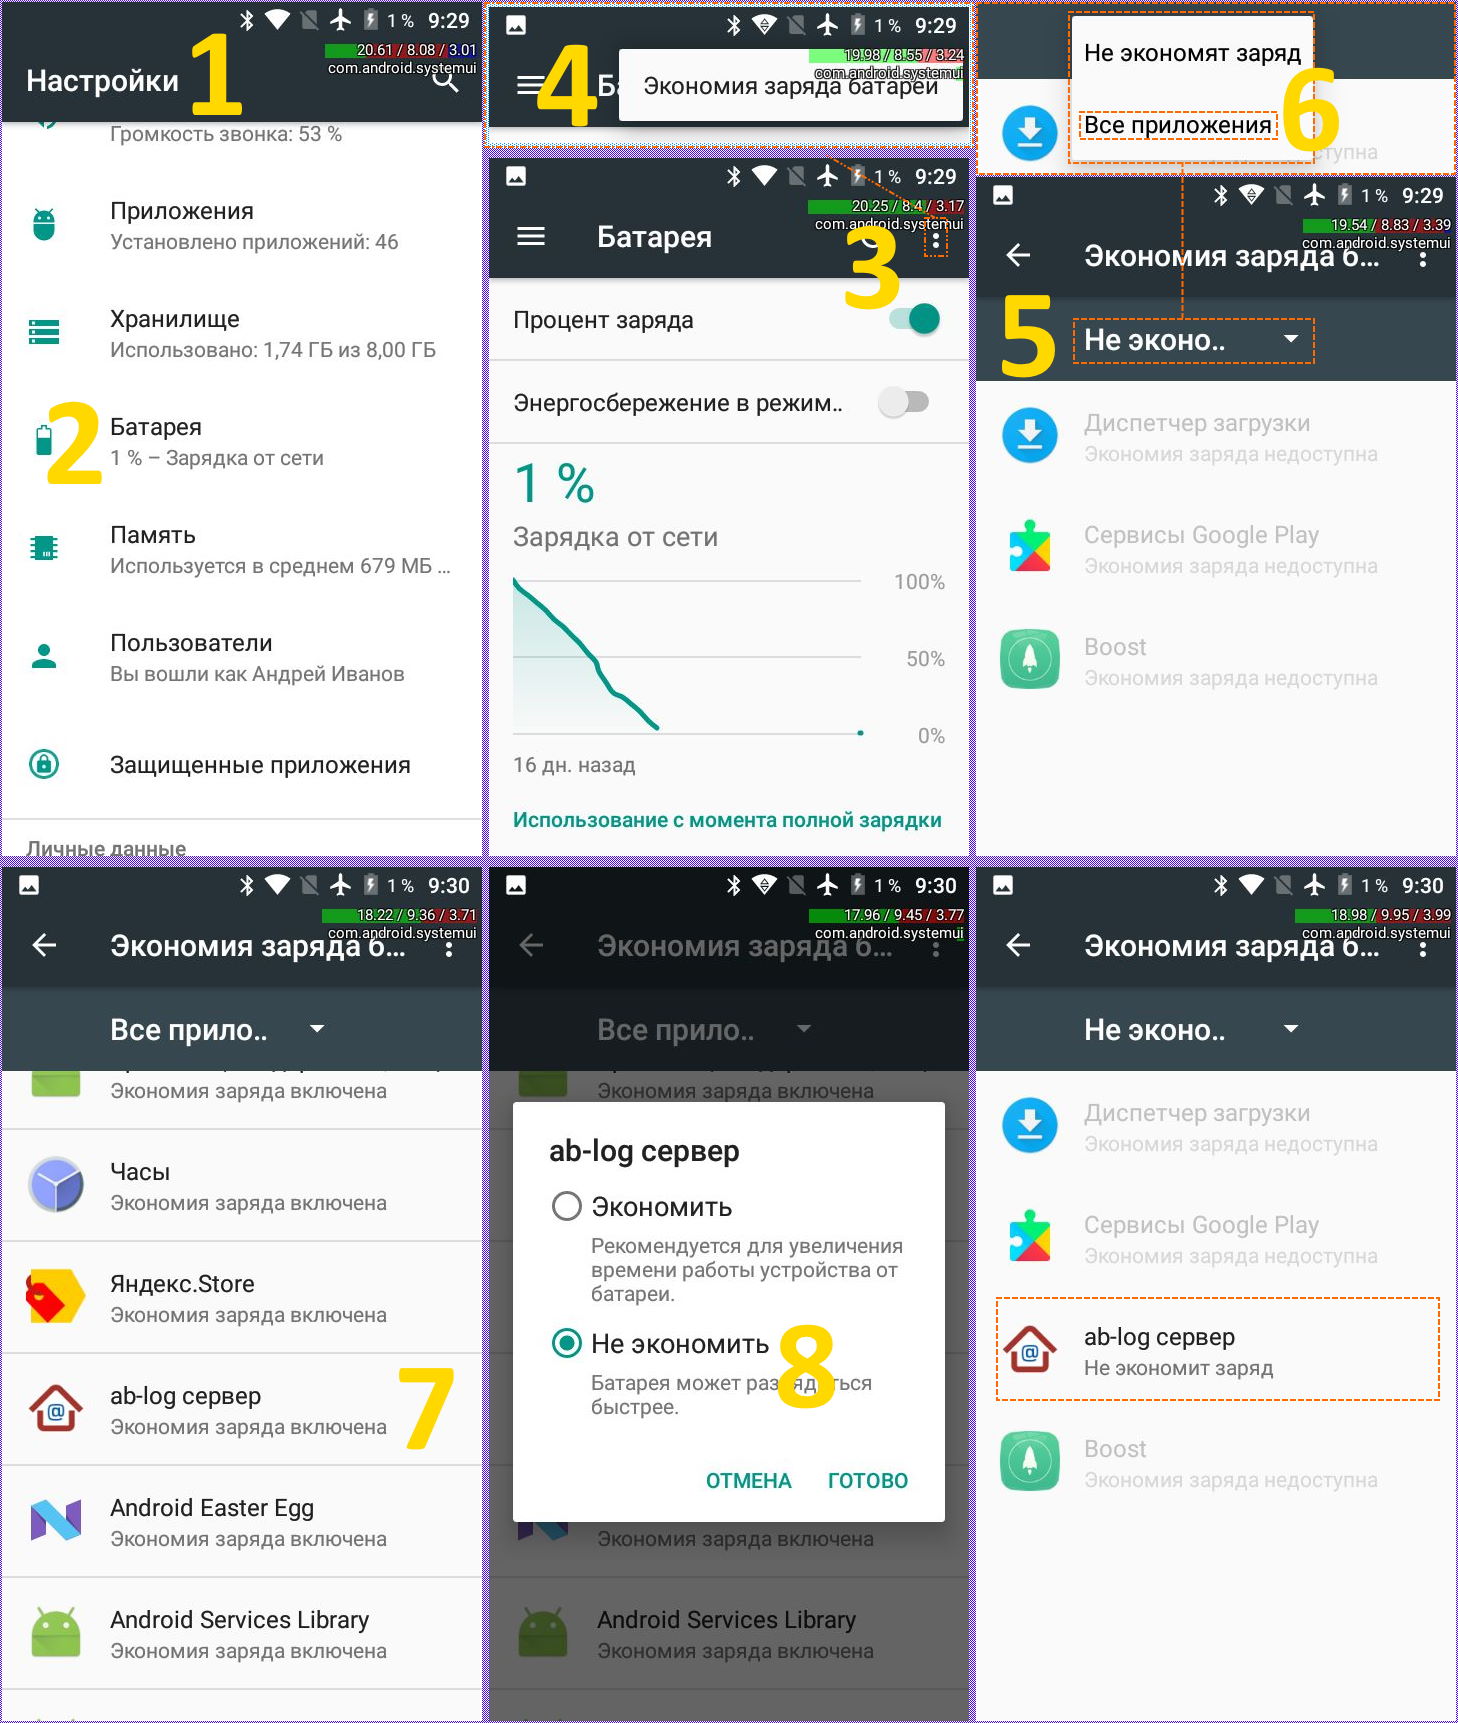 1 % 9:29
20.61 / 8.08 / 3.01
com.android.systemui
Настройки
1
Громкость звонка: 53 %
Приложения
Установлено приложений: 46
Хранилище
Использовано: 1,74 ГБ из 8,00 ГБ
2
Батарея
1 % – Зарядка от сети
Память
Используется в среднем 679 МБ ...
Пользователи
Вы вошли как Андрей Иванов
Защищенные приложения
Личные данные
1 % 9:29
19.98 / 8.55 / 3.24
com.android.systemui
4
Экономия заряда батареи
1 % 9:29
20.25 / 8.4 / 3.17
com.android.systemui
Батарея
3
Процент заряда
Энергосбережение в режим..
1 %
Зарядка от сети
100%
50%
0%
16 дн. назад
Использование с момента полной зарядки
Не экономят заряд
Все приложения
6
1 % 9:29
19.54 / 8.83 / 3.39
com.android.systemui
Экономия заряда б...
5
Не эконо..
Диспетчер загрузки
Экономия заряда недоступна
Сервисы Google Play
Экономия заряда недоступна
Boost
Экономия заряда недоступна
1 % 9:30
18.22 / 9.36 / 3.71
com.android.systemui
Экономия заряда б...
Все прило..
Экономия заряда включена
Часы
Экономия заряда включена
Яндекс.Store
Экономия заряда включена
ab-log сервер
Экономия заряда включена
7
Android Easter Egg
Экономия заряда включена
Android Services Library
Экономия заряда включена
1 % 9:30
17.96 / 9.45 / 3.77
com.android.systemui
Экономия заряда б...
Все прило..
Экономия заряда включена
ab-log сервер
Экономить
Рекомендуется для увеличения
времени работы устройства от
батареи.
Не экономить
8
Батарея может разряжаться
быстрее.
ОТМЕНА ГОТОВО
Экономия заряда включена
Android Services Library
Экономия заряда включена
1 % 9:30
18.98 / 9.95 / 3.99
com.android.systemui
Экономия заряда б...
Не эконо..
Диспетчер загрузки
Экономия заряда недоступна
Сервисы Google Play
Экономия заряда недоступна
ab-log сервер
Не экономит заряд
Boost
Экономия заряда недоступна